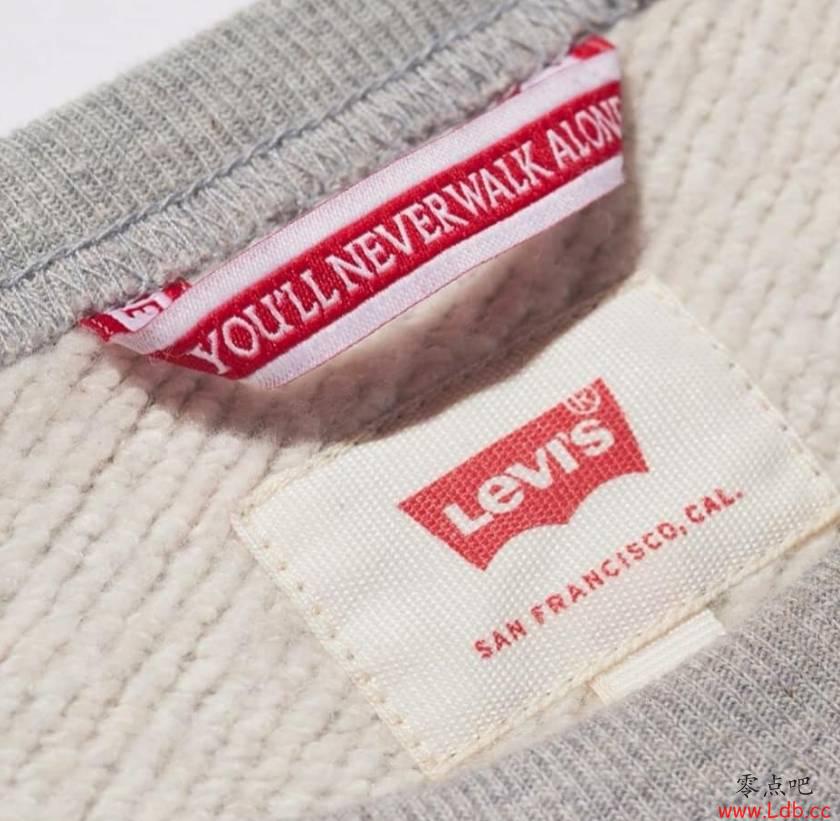 YOU'LL NEVER WALK ALONE
Levi's®
SAN FRANCISCO, CAL.
零点吧
www.Ldb.cc